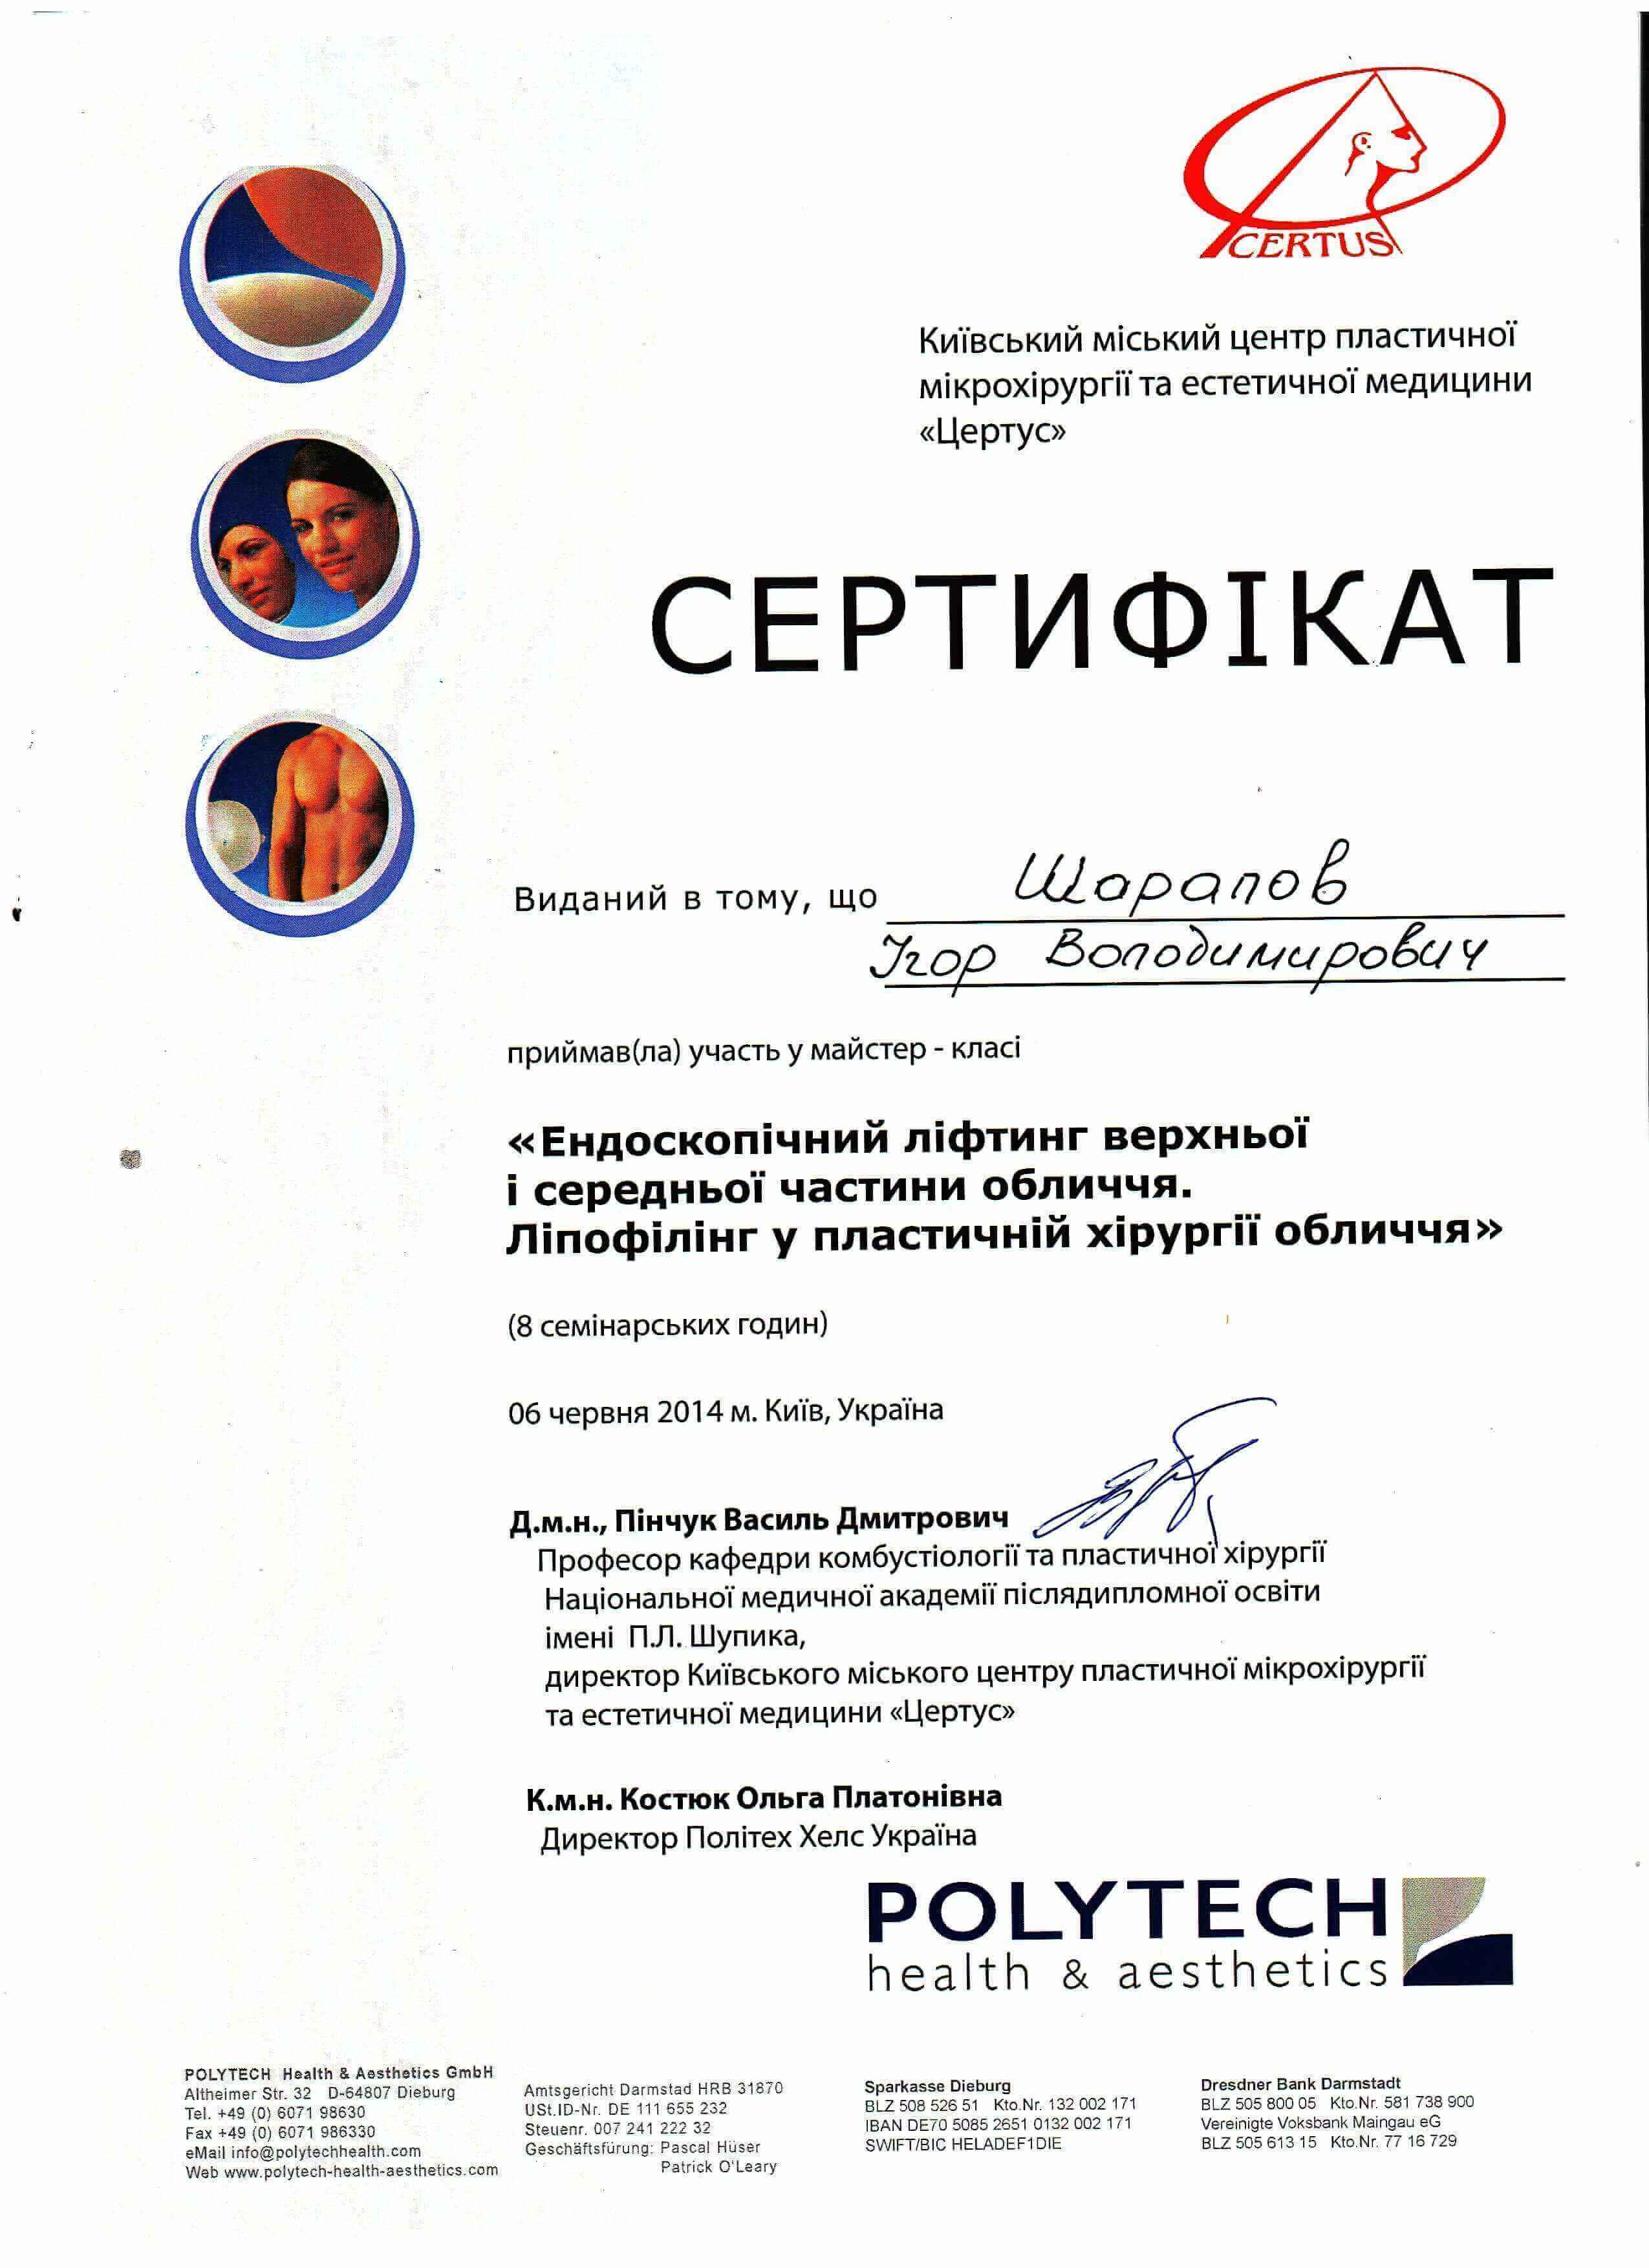 CERTUS
Київський міський центр пластичної
мікрохірургії та естетичної медицини
«Цертус»
СЕРТИФІКАТ
Виданий в тому, що Шарапов
Ігор Володимирович
приймав(ла) участь у майстер - класі
«Ендоскопічний ліфтинг верхньої
і середньої частини обличчя.
Ліпофілінг у пластичній хірургії обличчя»
(8 семінарських годин)
06 червня 2014 м. Київ, Україна
Д.м.н., Пінчук Василь Дмитрович
Професор кафедри комбустіології та пластичної хірургії
Національної медичної академії післядипломної освіти
імені П.Л. Шупика,
директор Київського міського центру пластичної мікрохірургії
та естетичної медицини «Цертус»
К.м.н. Костюк Ольга Платонівна
Директор Політех Хелс Україна
POLYTECH
health & aesthetics
POLYTECH Health & Aesthetics GmbH
Altheimer Str. 32 D-64807 Dieburg
Tel. +49 (0) 6071 98630
Fax +49 (0) 6071 986330
eMail info@polytechhealth.com
Web www.polytech-health-aesthetics.com
Amtsgericht Darmstad HRB 31870
USt.ID-Nr. DE 111 655 232
Steuenr. 007 241 222 32
Geschäftsfürung: Pascal Hüser
Patrick O'Leary
Sparkasse Dieburg
BLZ 508 526 51 Kto.Nr. 132 002 171
IBAN DE70 5085 2651 0132 002 171
SWIFT/BIC HELADEF1DIE
Dresdner Bank Darmstadt
BLZ 505 800 05 Kto.Nr. 581 738 900
Vereinigte Voksbank Maingau eG
BLZ 505 613 15 Kto.Nr. 77 16 729